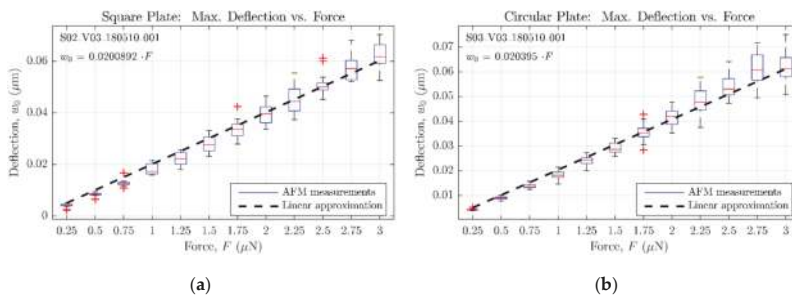 Square Plate: Max. Deflection vs. Force
S02.V03.180510.001
w₀ = 0.0200892 ·F
Deflection, w₀ (μm)
0.06
0.04
0.02
0
AFM measurements
Linear approximation
0.25 0.5 0.75 1 1.25 1.5 1.75 2 2.25 2.5 2.75 3
Force, F (μN)
(a)
Circular Plate: Max. Deflection vs. Force
S03.V03.180510.001
w₀ = 0.020395 ·F
Deflection, w₀ (μm)
0.07
0.06
0.05
0.04
0.03
0.02
0.01
AFM measurements
Linear approximation
0.25 0.5 0.75 1 1.25 1.5 1.75 2 2.25 2.5 2.75 3
Force, F (μN)
(b)